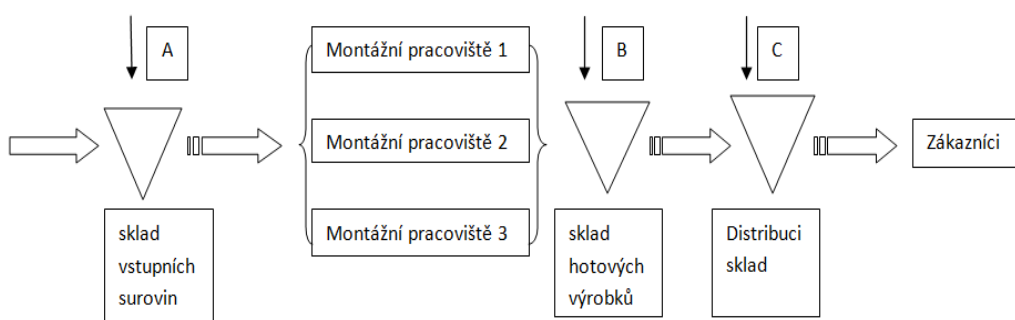 A
Montážní pracoviště 1
B
C
Montážní pracoviště 2
Zákazníci
Montážní pracoviště 3
sklad
vstupních
surovin
sklad
hotových
výrobků
Distribuci
sklad